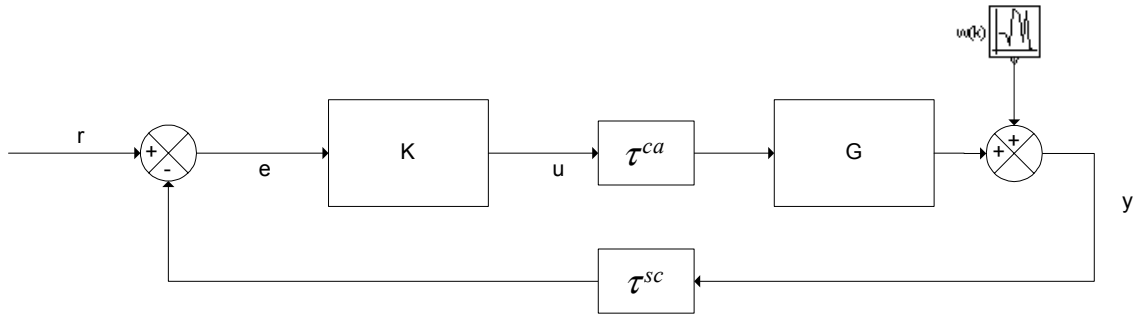 w(k)
r
+
-
e
K
u
τ^ca
G
+
+
y
τ^sc